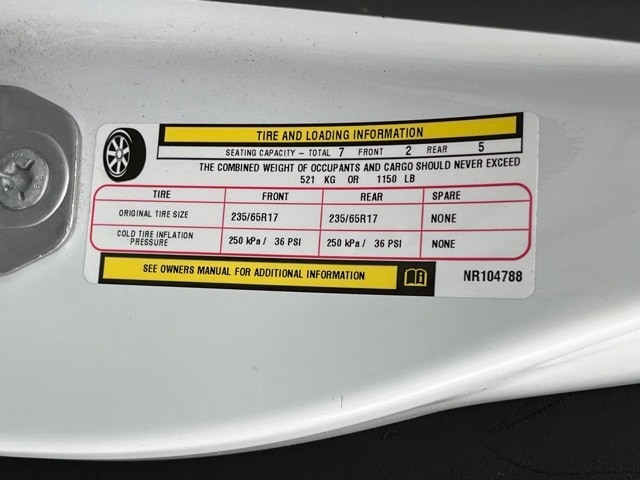 TIRE AND LOADING INFORMATION
SEATING CAPACITY - TOTAL 7 FRONT 2 REAR 5
THE COMBINED WEIGHT OF OCCUPANTS AND CARGO SHOULD NEVER EXCEED
521 KG OR 1150 LB
TIRE FRONT REAR SPARE
ORIGINAL TIRE SIZE 235/65R17 235/65R17 NONE
COLD TIRE INFLATION PRESSURE 250 kPa / 36 PSI 250 kPa / 36 PSI NONE
SEE OWNERS MANUAL FOR ADDITIONAL INFORMATION NR104788